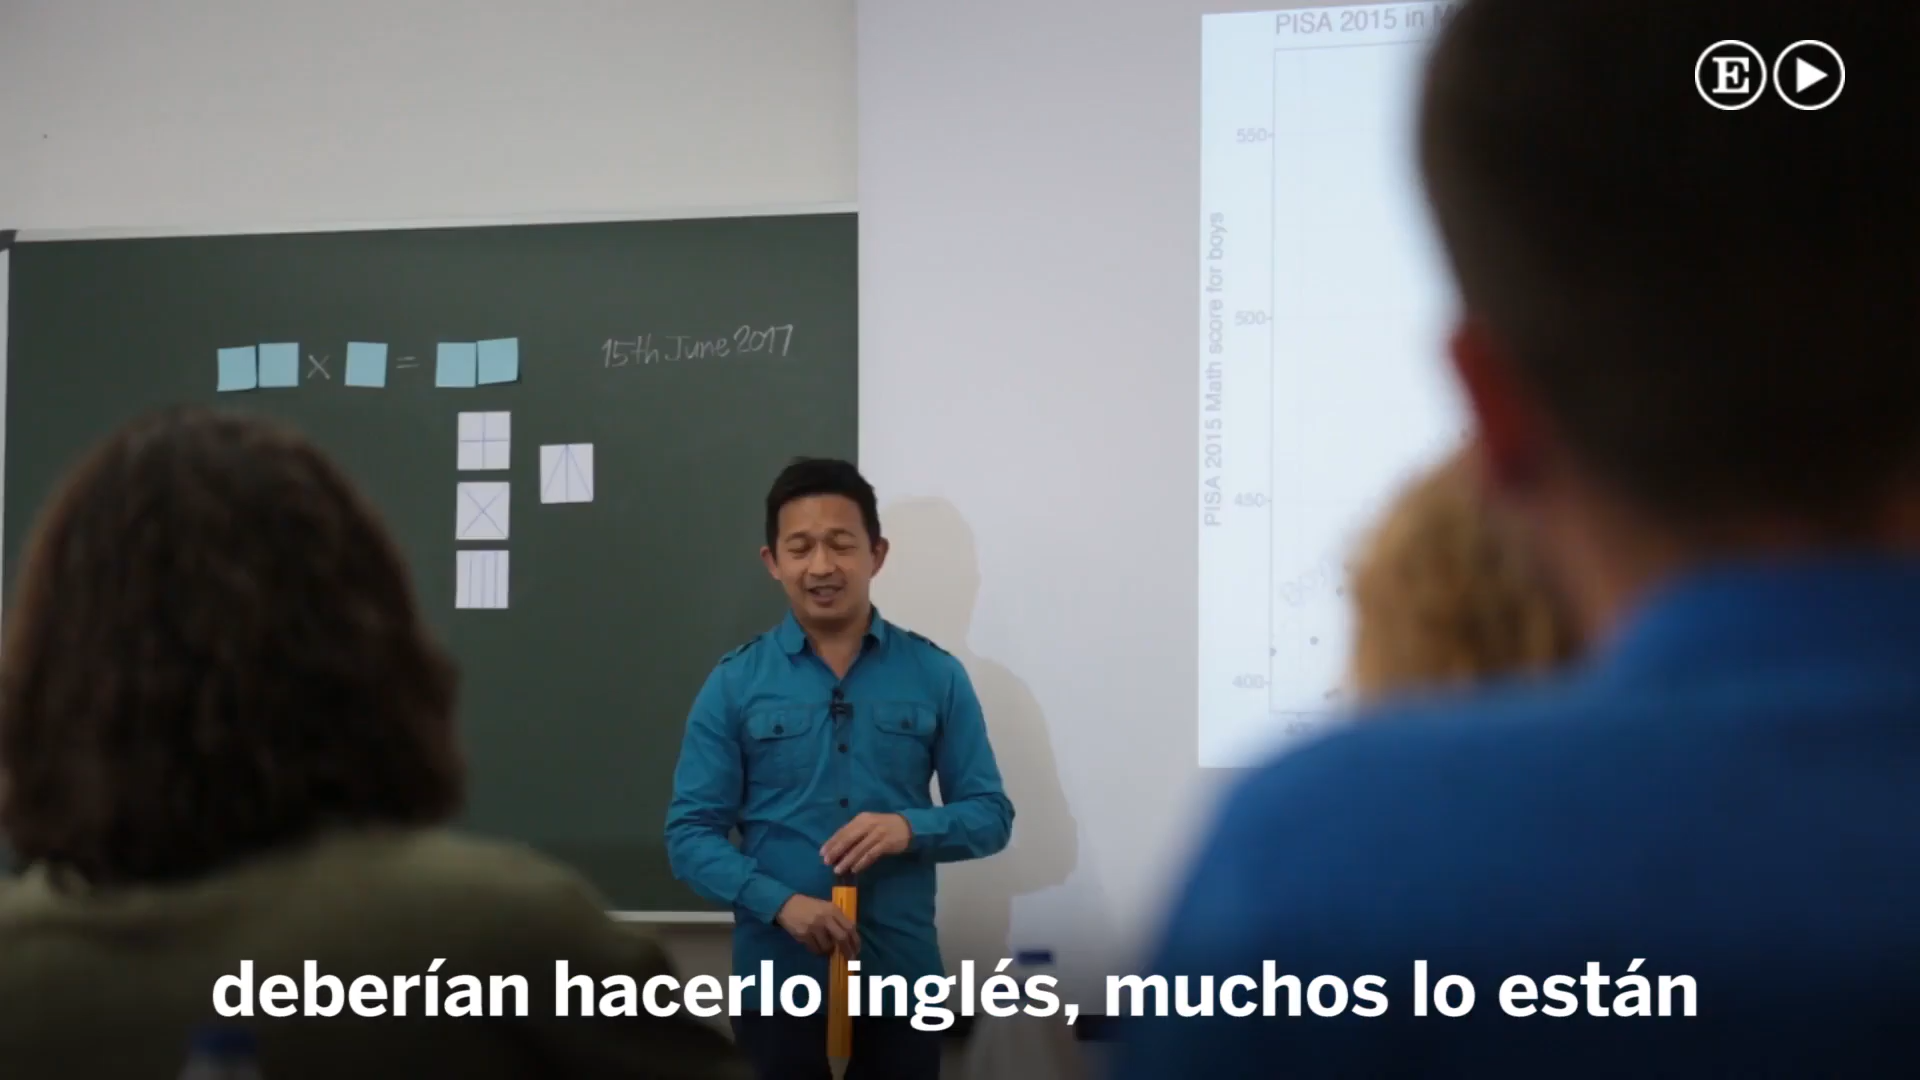 PISA 2015 in
E
550
15th June 2017
500
PISA 2015 Math score for boys
450
400
deberían hacerlo inglés, muchos lo están